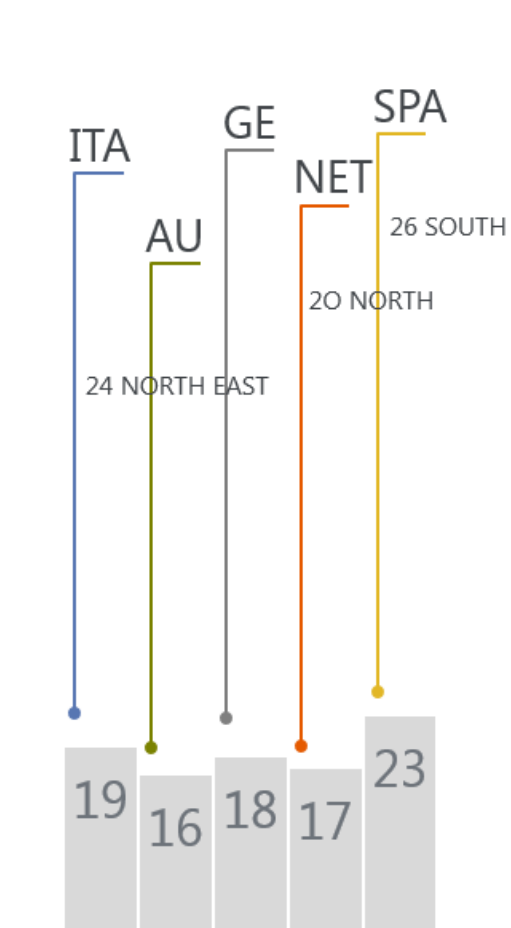 SPA
GE
ITA
NET
AU
26 SOUTH
2O NORTH
24 NORTH EAST
19
16
18
17
23